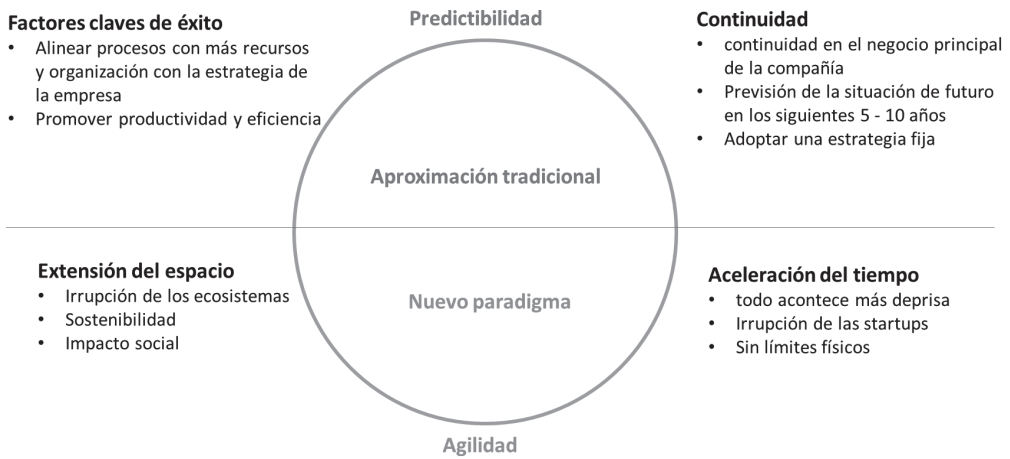 Predictibilidad
Factores claves de éxito
• Alinear procesos con más recursos
y organización con la estrategia de
la empresa
• Promover productividad y eficiencia
Continuidad
• continuidad en el negocio principal
de la compañía
• Previsión de la situación de futuro
en los siguientes 5 - 10 años
• Adoptar una estrategia fija
Aproximación tradicional
Extensión del espacio
• Irrupción de los ecosistemas
• Sostenibilidad
• Impacto social
Nuevo paradigma
Aceleración del tiempo
• todo acontece más deprisa
• Irrupción de las startups
• Sin límites físicos
Agilidad